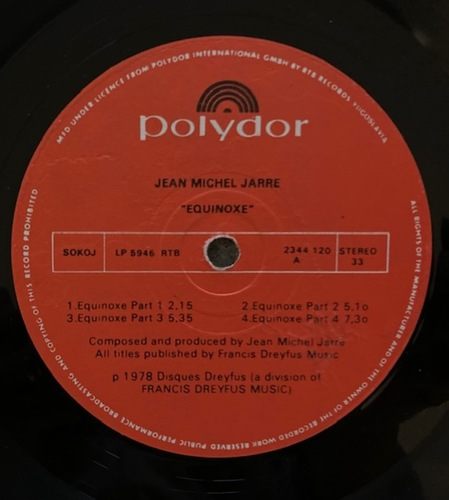 MFD UNDER LICENCE FROM POLYDOR INTERNATIONAL GMBH BY RTB RECORDS YUGOSLAVIA
polydor
JEAN MICHEL JARRE
"EQUINOXE"
SOKOJ LP 5946 RTB 2344 120 STEREO
A 33
1.Equinoxe Part 1 2,15 2.Equinoxe Part 2 5,10
3.Equinoxe Part 3 5,35 4.Equinoxe Part 4 7,30
Composed and produced by Jean Michel Jarre
All titles published by Francis Dreyfus Music
p 1978 Disques Dreyfus (a division of
FRANCIS DREYFUS MUSIC)
ALL RIGHTS OF THE MANUFACTURER AND OF THE OWNER OF THE RECORDED WORK RESERVED PUBLIC PERFORMANCE BROADCASTING AND COPYING OF THIS RECORD PROHIBITED